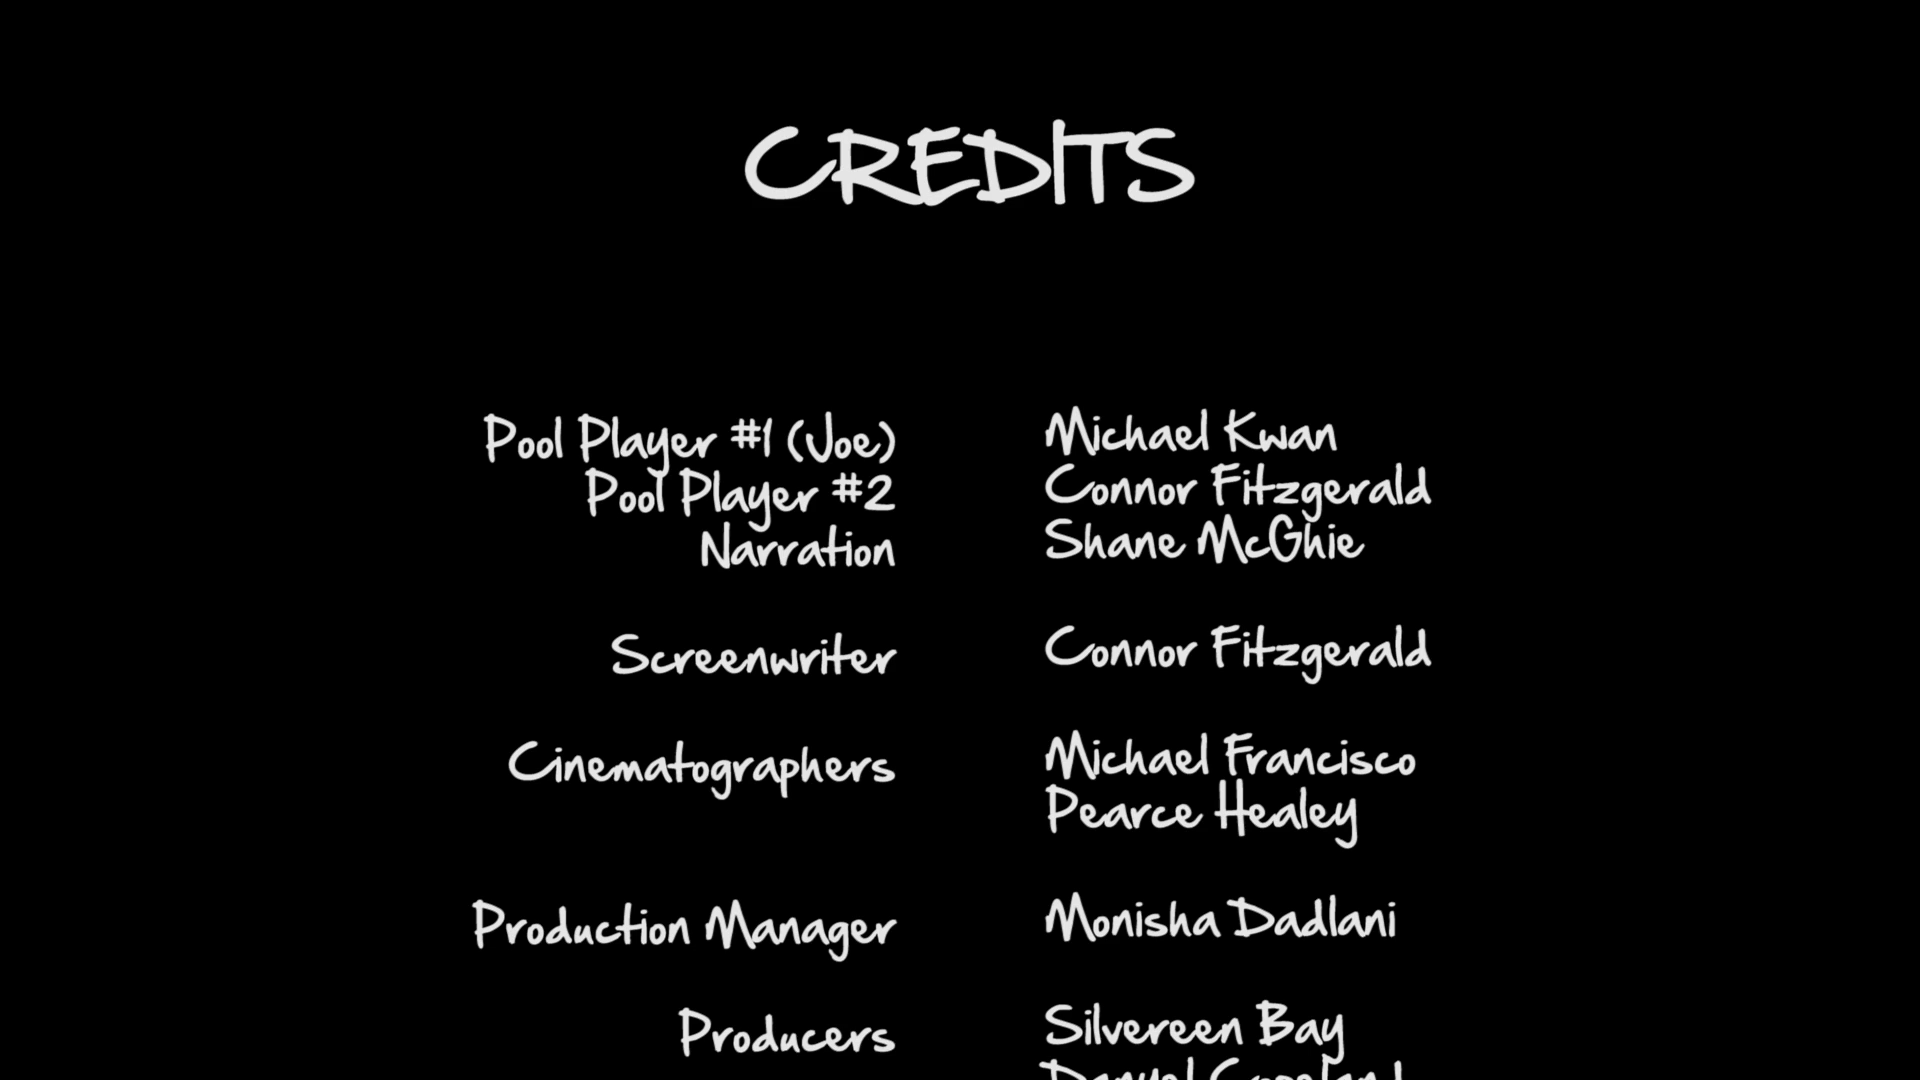 CREDITS
Pool Player #1 (Joe) Michael Kwan
Pool Player #2 Connor Fitzgerald
Narration Shane McGhie
Screenwriter Connor Fitzgerald
Cinematographers Michael Francisco
Pearce Healey
Production Manager Monisha Dadlani
Producers Silvereen Bay